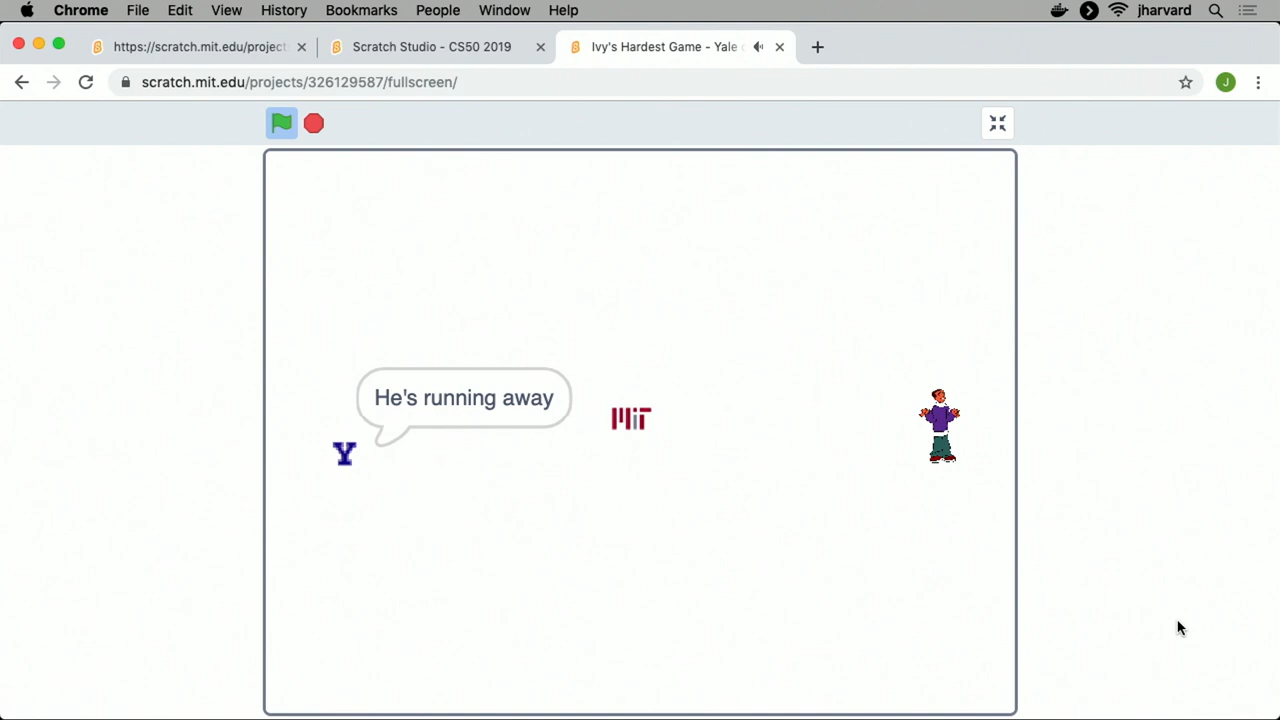 Chrome File Edit View History Bookmarks People Window Help jharvard
https://scratch.mit.edu/project Scratch Studio - CS50 2019 Ivy's Hardest Game - Yale
scratch.mit.edu/projects/326129587/fullscreen/ J
He's running away
MiT
Y